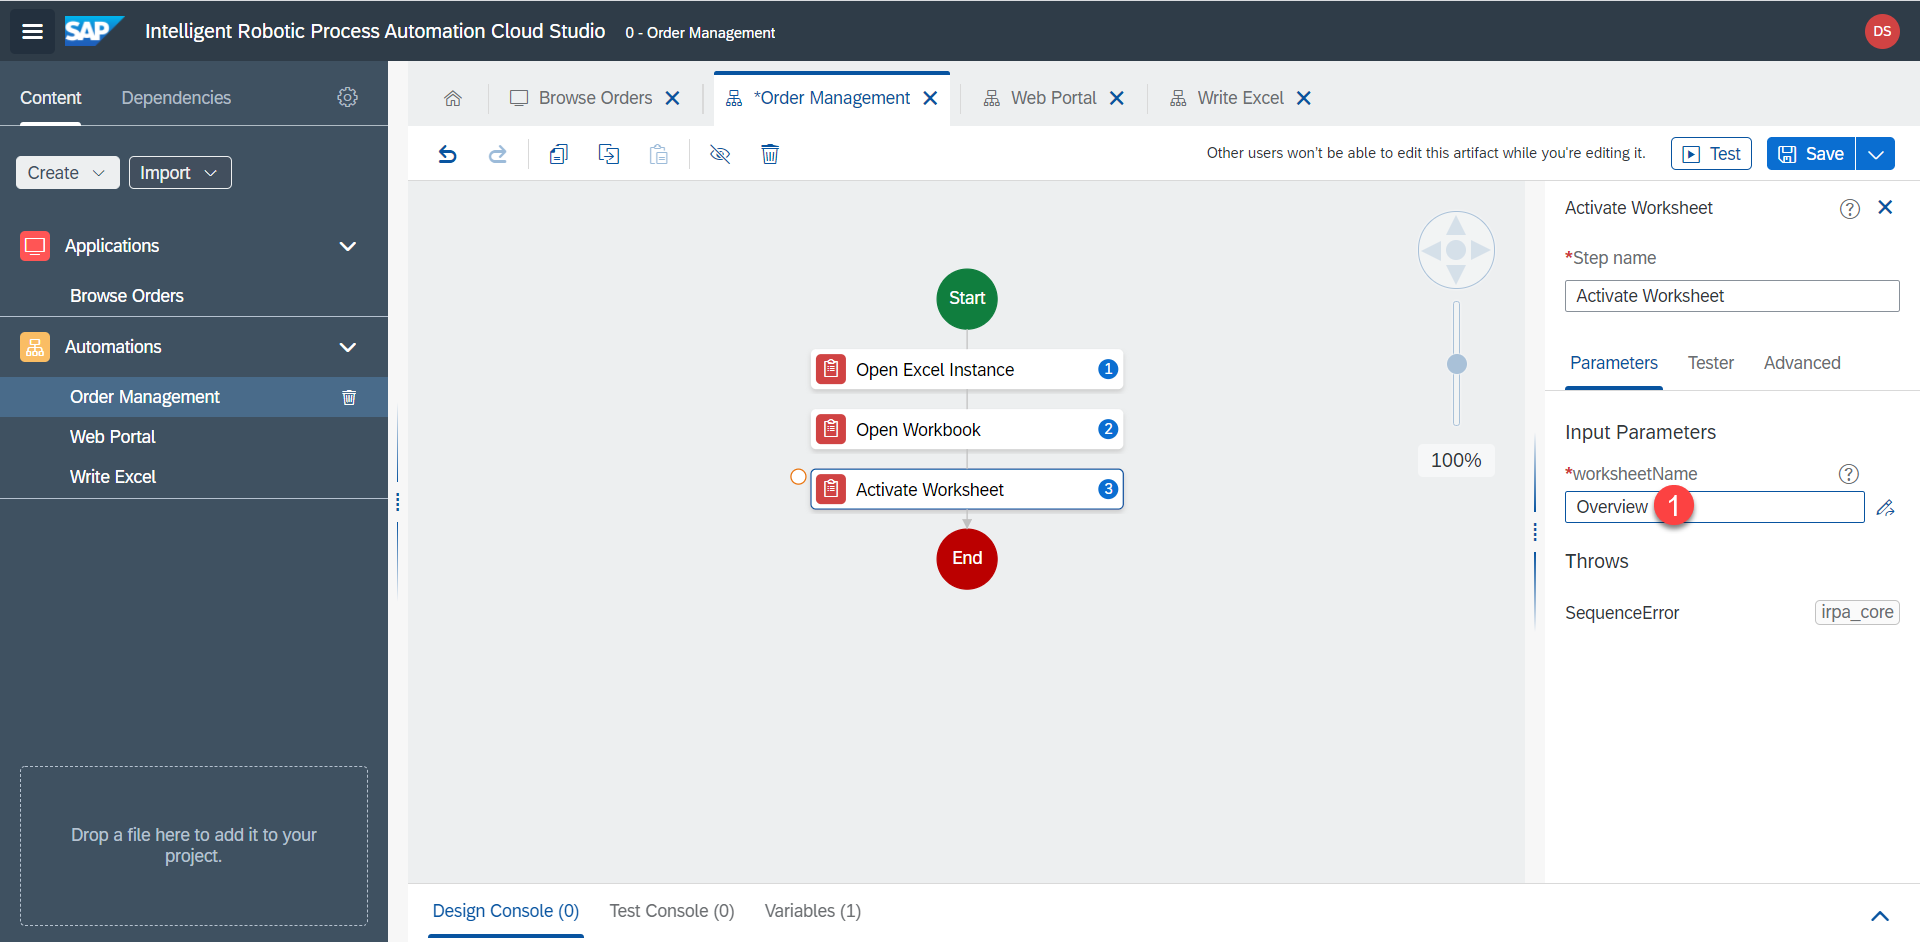 SAP Intelligent Robotic Process Automation Cloud Studio 0 - Order Management DS
Content Dependencies
Browse Orders *Order Management Web Portal Write Excel
Create Import
Other users won't be able to edit this artifact while you're editing it. Test Save
Applications
Browse Orders
Automations
Order Management
Web Portal
Write Excel
Drop a file here to add it to your
project.
Start
Open Excel Instance 1
Open Workbook 2
Activate Worksheet 3
End
100%
Activate Worksheet ?
*Step name
Activate Worksheet
Parameters Tester Advanced
Input Parameters
*worksheetName ?
Overview 1
Throws
SequenceError irpa_core
Design Console (0) Test Console (0) Variables (1)